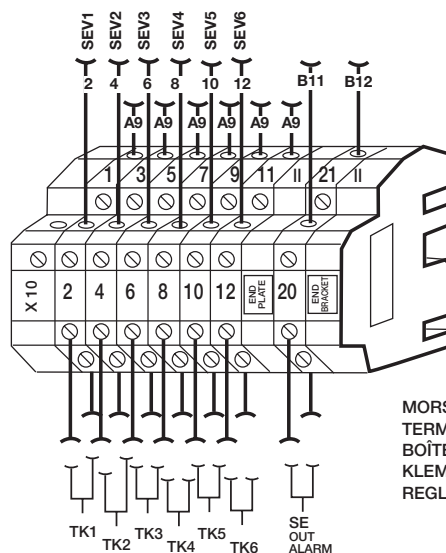 SEV1 SEV2 SEV3 SEV4 SEV5 SEV6
2 4 6 8 10 12 B11 B12
A9 A9 A9 A9 A9 A9
1 3 5 7 9 11 II 21 II
X 10 2 4 6 8 10 12 END PLATE 20 END BRACKET
MORS
TERM
BOÎTE
KLEM
REGL
TK1 TK2 TK3 TK4 TK5 TK6
SE
OUT
ALARM